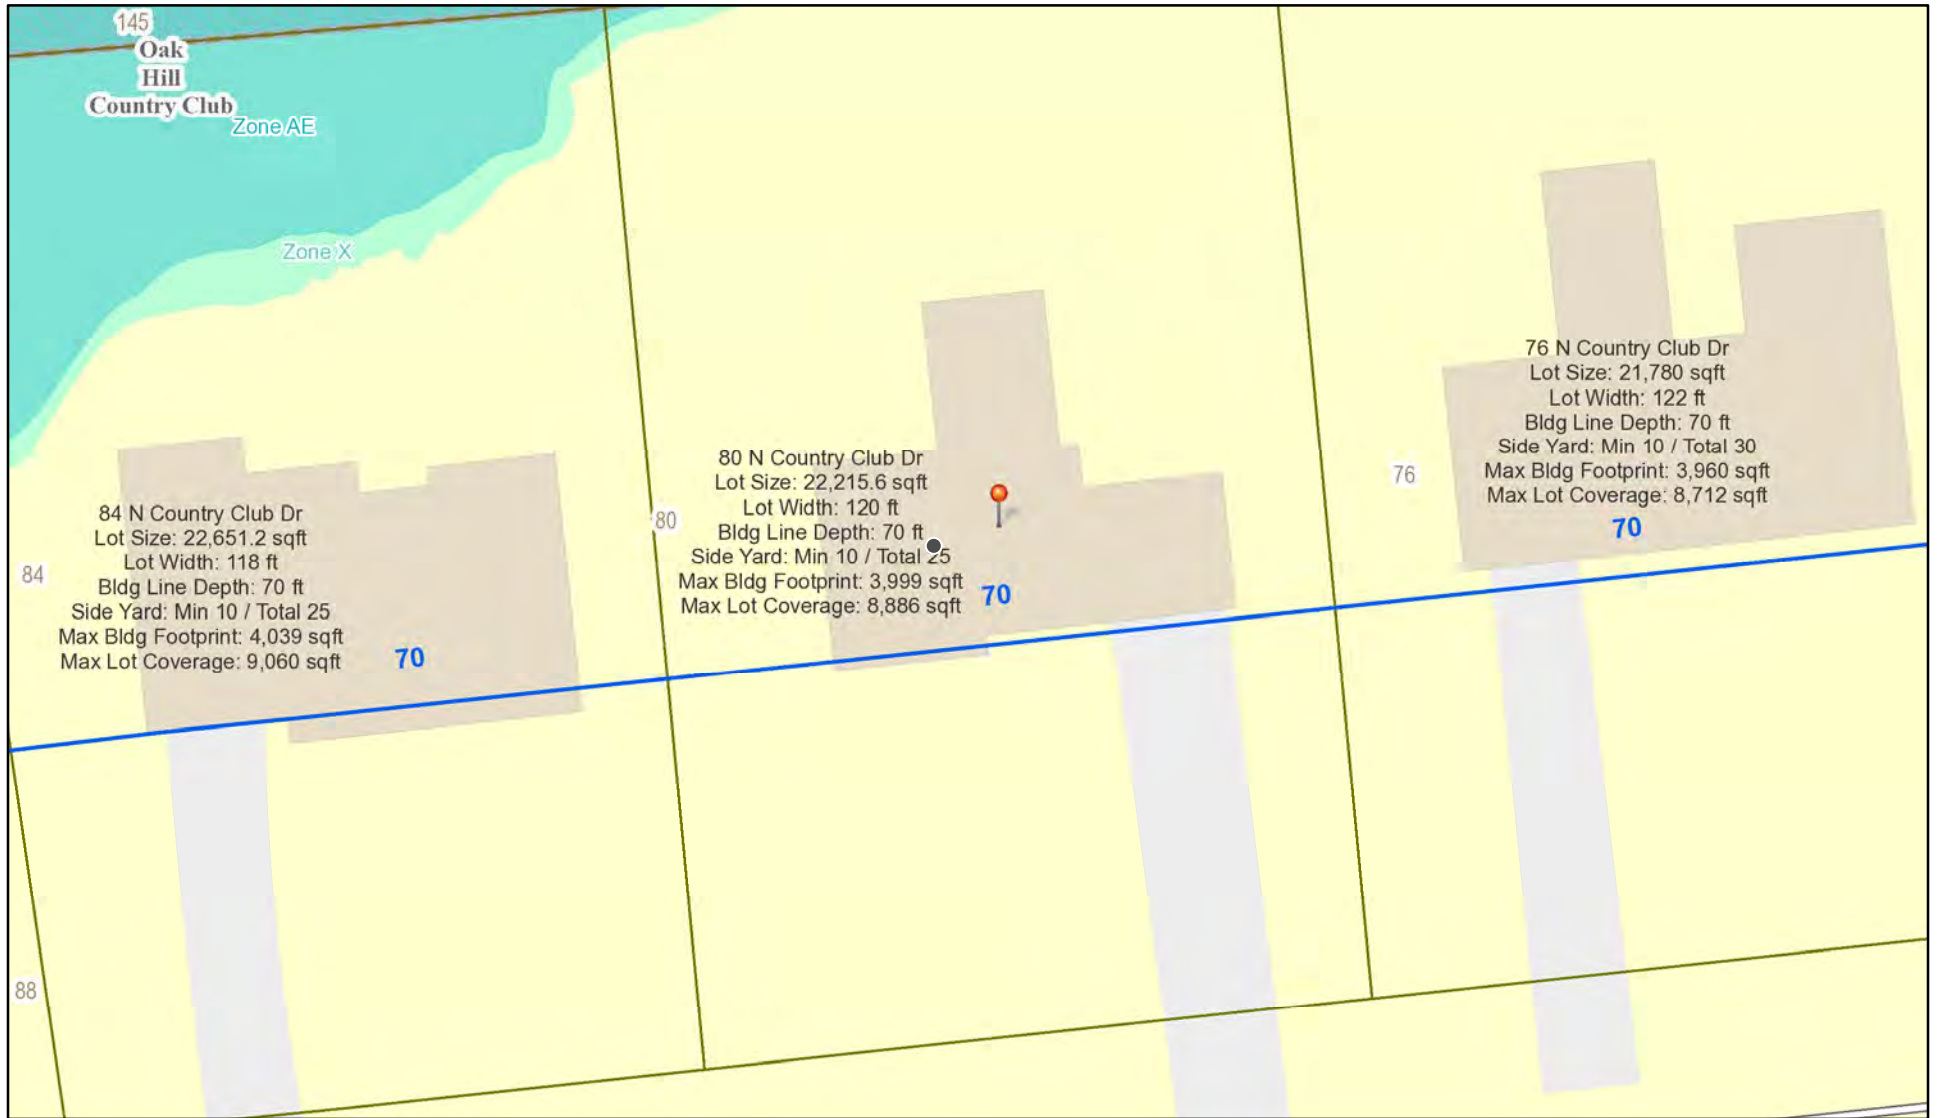 145
Oak
Hill
Country Club
Zone AE
Zone X
84 N Country Club Dr
Lot Size: 22,651.2 sqft
Lot Width: 118 ft
Bldg Line Depth: 70 ft
Side Yard: Min 10 / Total 25
Max Bldg Footprint: 4,039 sqft
Max Lot Coverage: 9,060 sqft
84
70
88
80 N Country Club Dr
Lot Size: 22,215.6 sqft
Lot Width: 120 ft
Bldg Line Depth: 70 ft
Side Yard: Min 10 / Total 25
Max Bldg Footprint: 3,999 sqft
Max Lot Coverage: 8,886 sqft
80
70
76 N Country Club Dr
Lot Size: 21,780 sqft
Lot Width: 122 ft
Bldg Line Depth: 70 ft
Side Yard: Min 10 / Total 30
Max Bldg Footprint: 3,960 sqft
Max Lot Coverage: 8,712 sqft
76
70